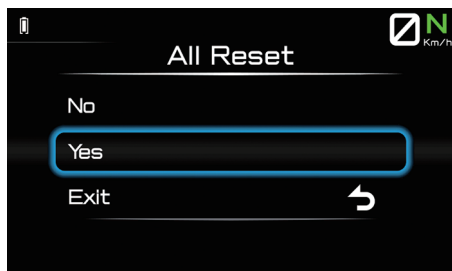 0 N
Km/h
All Reset
No
Yes
Exit